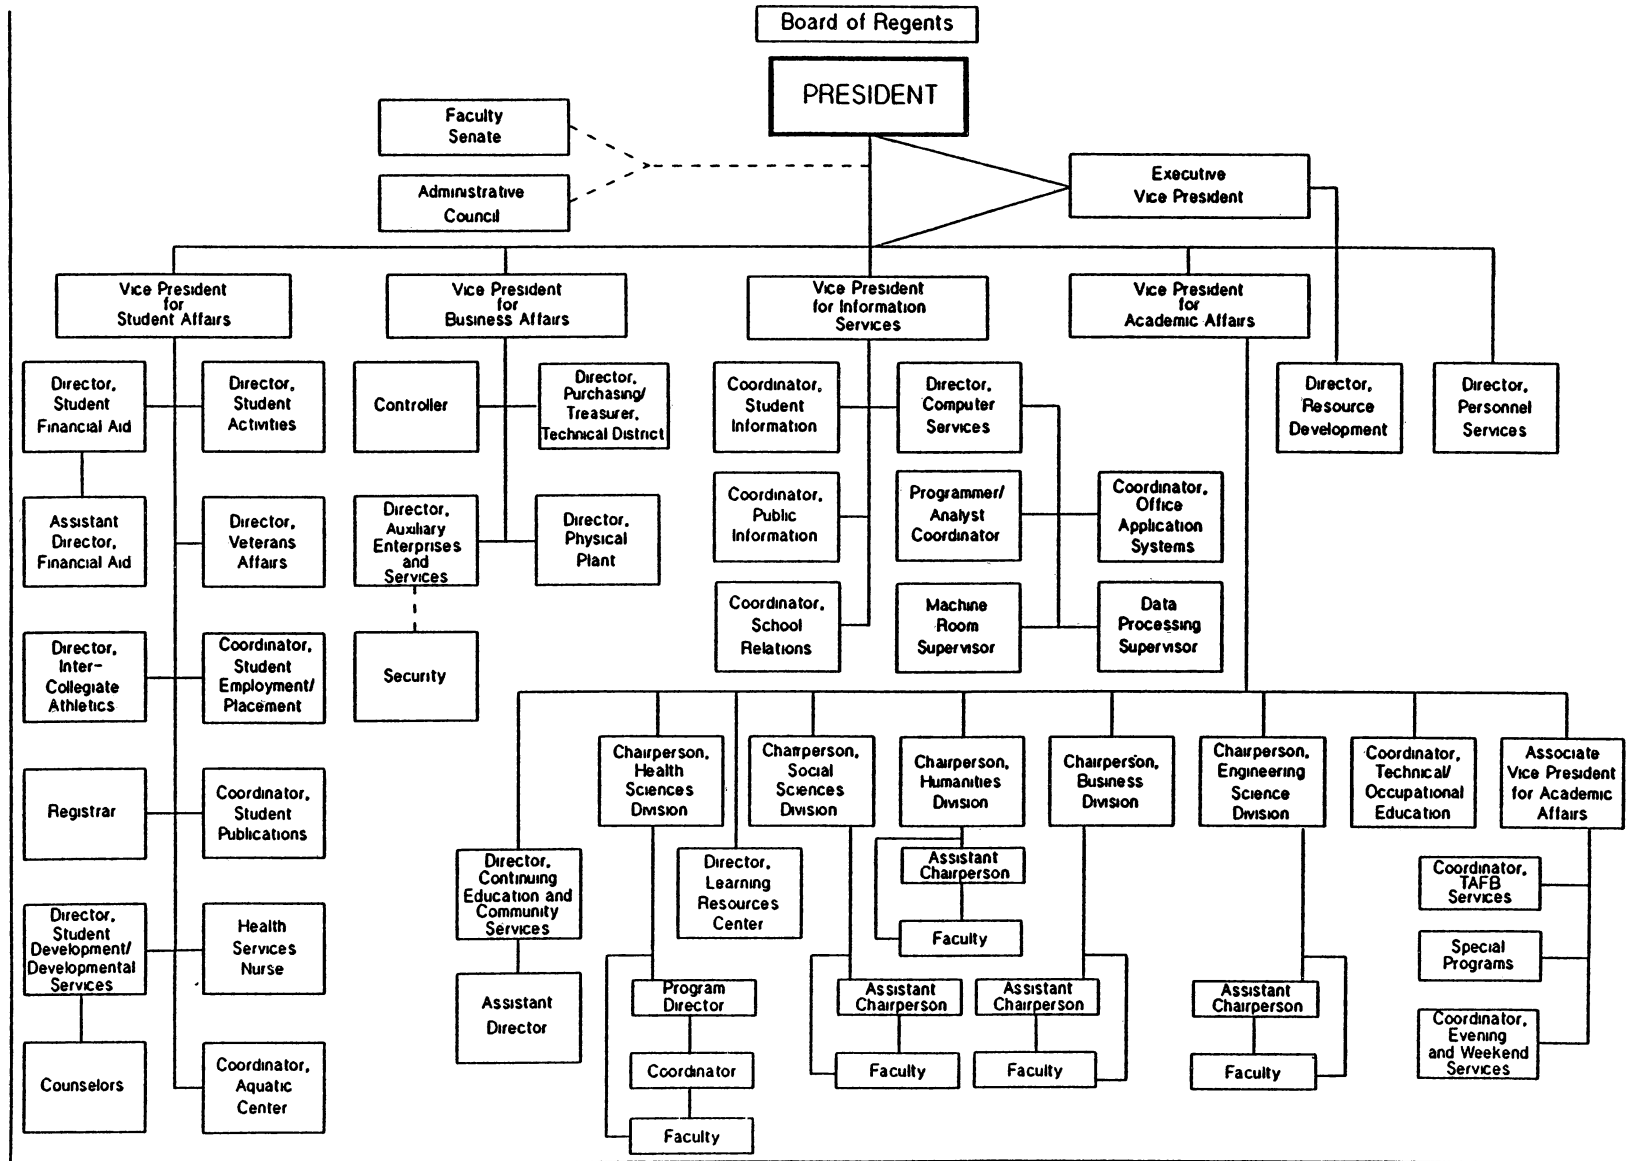 Board of Regents
PRESIDENT
Faculty
Senate
Administrative
Council
Executive
Vice President
Vice President
for
Student Affairs
Vice President
for
Business Affairs
Vice President
for Information
Services
Vice President
for
Academic Affairs
Director,
Student
Financial Aid
Director,
Student
Activities
Controller
Director,
Purchasing/
Treasurer,
Technical District
Coordinator,
Student
Information
Director,
Computer
Services
Director,
Resource
Development
Director,
Personnel
Services
Assistant
Director,
Financial Aid
Director,
Veterans
Affairs
Director,
Auxiliary
Enterprises
and
Services
Director,
Physical
Plant
Coordinator,
Public
Information
Programmer/
Analyst
Coordinator
Coordinator,
Office
Application
Systems
Director,
Inter-
Collegiate
Athletics
Coordinator,
Student
Employment/
Placement
Security
Coordinator,
School
Relations
Machine
Room
Supervisor
Data
Processing
Supervisor
Registrar
Coordinator,
Student
Publications
Chairperson,
Health
Sciences
Division
Chairperson,
Social
Sciences Division
Chairperson,
Humanities
Division
Chairperson,
Business
Division
Chairperson,
Engineering
Science
Division
Coordinator,
Technical/
Occupational
Education
Associate
Vice President
for Academic
Affairs
Director,
Student
Development/
Developmental
Services
Health
Services
Nurse
Director,
Continuing
Education and
Community
Services
Director,
Learning
Resources
Center
Assistant
Chairperson
Faculty
Coordinator,
TAFB
Services
Special
Programs
Counselors
Coordinator,
Aquatic
Center
Assistant
Director
Program
Director
Coordinator
Faculty
Assistant
Chairperson
Faculty
Assistant
Chairperson
Faculty
Assistant
Chairperson
Faculty
Coordinator,
Evening
and Weekend
Services